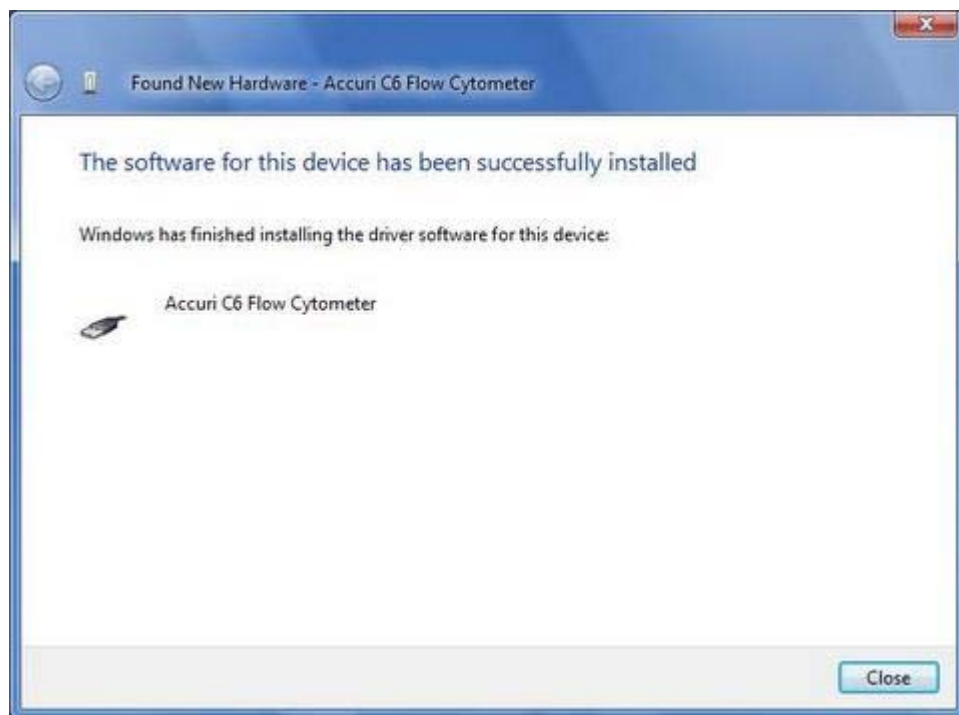 Found New Hardware - Accuri C6 Flow Cytometer
The software for this device has been successfully installed
Windows has finished installing the driver software for this device:
Accuri C6 Flow Cytometer
Close